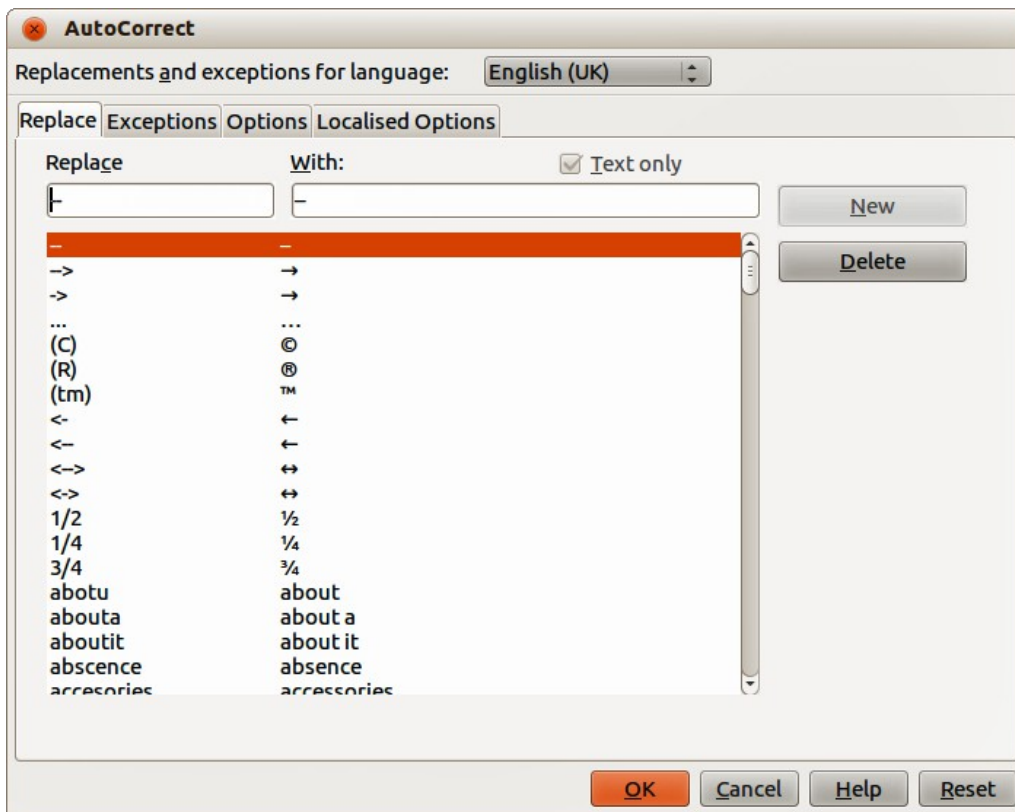 AutoCorrect
Replacements and exceptions for language: English (UK)
Replace Exceptions Options Localised Options
Replace With: Text only
– – New
– –
Delete
–> →
-> →
... …
(C) ©
(R) ®
(tm) ™
<- ←
<– ←
<–> ↔
<-> ↔
1/2 ½
1/4 ¼
3/4 ¾
abotu about
abouta about a
aboutit about it
abscence absence
accesories accessories
OK Cancel Help Reset